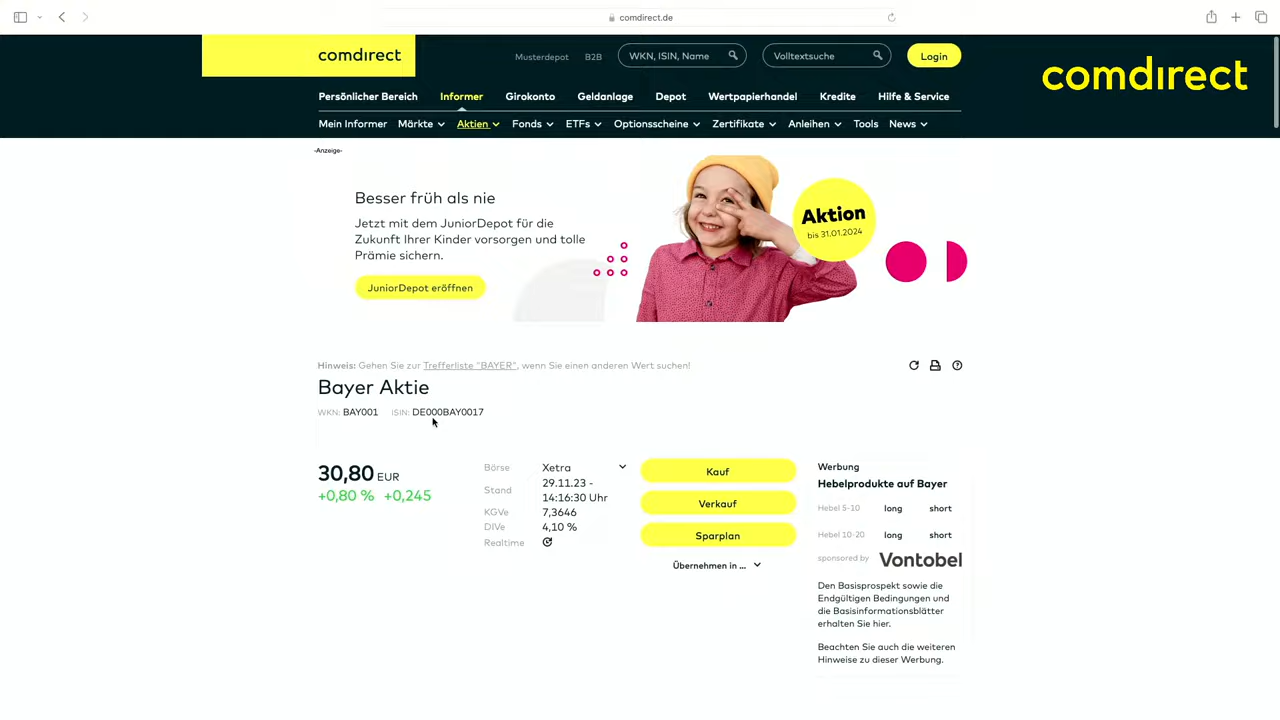 comdirect.de
comdirect
Musterdepot B2B WKN, ISIN, Name Volltextsuche Login
comdirect
Persönlicher Bereich Informer Girokonto Geldanlage Depot Wertpapierhandel Kredite Hilfe & Service
Mein Informer Märkte Aktien Fonds ETFs Optionsscheine Zertifikate Anleihen Tools News
-Anzeige-
Besser früh als nie
Jetzt mit dem JuniorDepot für die
Zukunft Ihrer Kinder vorsorgen und tolle
Prämie sichern.
JuniorDepot eröffnen
Aktion
bis 31.01.2024
Hinweis: Gehen Sie zur Trefferliste "BAYER", wenn Sie einen anderen Wert suchen!
Bayer Aktie
WKN: BAY001 ISIN: DE000BAY0017
30,80 EUR
+0,80 % +0,245
Börse Xetra
Stand 29.11.23 -
14:16:30 Uhr
KGVe 7,3646
DIVe 4,10 %
Realtime
Kauf
Verkauf
Sparplan
Übernehmen in ...
Werbung
Hebelprodukte auf Bayer
Hebel 5-10 long short
Hebel 10-20 long short
sponsored by Vontobel
Den Basisprospekt sowie die
Endgültigen Bedingungen und
die Basisinformationsblätter
erhalten Sie hier.
Beachten Sie auch die weiteren
Hinweise zu dieser Werbung.